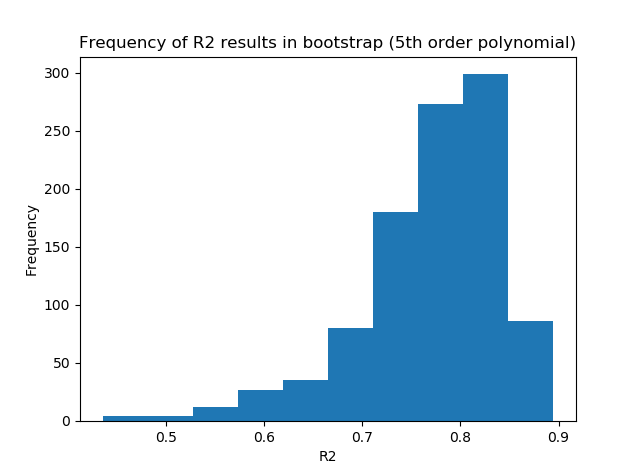 Frequency of R2 results in bootstrap (5th order polynomial)
300
250
200
150
100
50
0
Frequency
0.5 0.6 0.7 0.8 0.9
R2